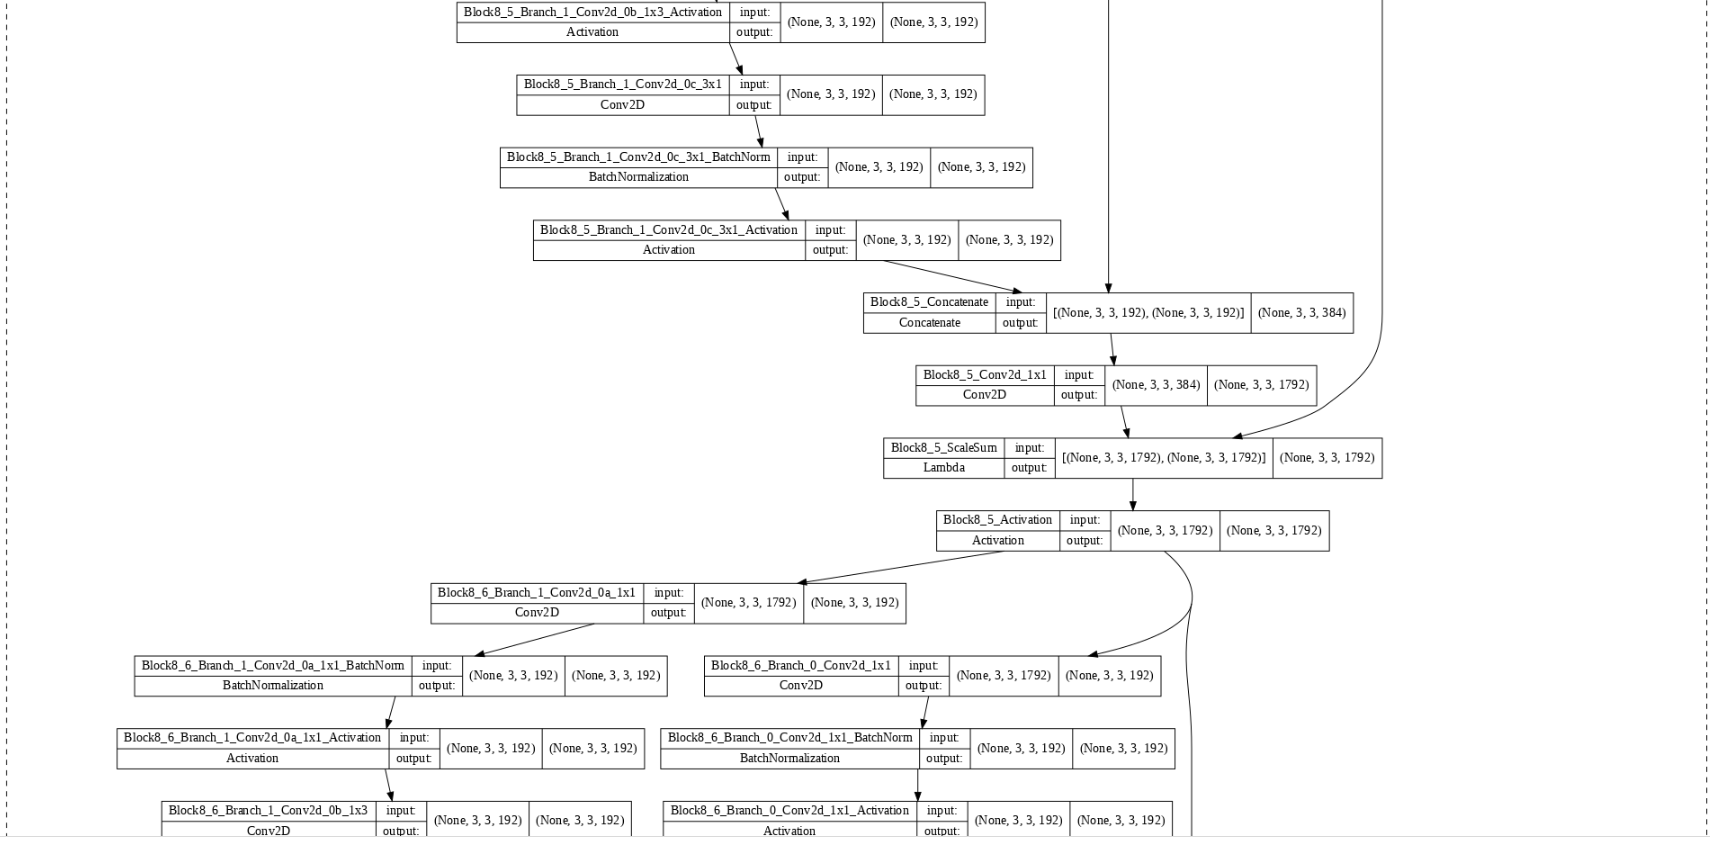 Block8_5_Branch_1_Conv2d_0b_1x3_Activation input: (None, 3, 3, 192) (None, 3, 3, 192)
Activation output:
Block8_5_Branch_1_Conv2d_0c_3x1 input: (None, 3, 3, 192) (None, 3, 3, 192)
Conv2D output:
Block8_5_Branch_1_Conv2d_0c_3x1_BatchNorm input: (None, 3, 3, 192) (None, 3, 3, 192)
BatchNormalization output:
Block8_5_Branch_1_Conv2d_0c_3x1_Activation input: (None, 3, 3, 192) (None, 3, 3, 192)
Activation output:
Block8_5_Concatenate input: [(None, 3, 3, 192), (None, 3, 3, 192)] (None, 3, 3, 384)
Concatenate output:
Block8_5_Conv2d_1x1 input: (None, 3, 3, 384) (None, 3, 3, 1792)
Conv2D output:
Block8_5_ScaleSum input: [(None, 3, 3, 1792), (None, 3, 3, 1792)] (None, 3, 3, 1792)
Lambda output:
Block8_5_Activation input: (None, 3, 3, 1792) (None, 3, 3, 1792)
Activation output:
Block8_6_Branch_1_Conv2d_0a_1x1 input: (None, 3, 3, 1792) (None, 3, 3, 192)
Conv2D output:
Block8_6_Branch_1_Conv2d_0a_1x1_BatchNorm input: (None, 3, 3, 192) (None, 3, 3, 192)
BatchNormalization output:
Block8_6_Branch_0_Conv2d_1x1 input: (None, 3, 3, 1792) (None, 3, 3, 192)
Conv2D output:
Block8_6_Branch_1_Conv2d_0a_1x1_Activation input: (None, 3, 3, 192) (None, 3, 3, 192)
Activation output:
Block8_6_Branch_0_Conv2d_1x1_BatchNorm input: (None, 3, 3, 192) (None, 3, 3, 192)
BatchNormalization output:
Block8_6_Branch_1_Conv2d_0b_1x3 input: (None, 3, 3, 192) (None, 3, 3, 192)
Conv2D output:
Block8_6_Branch_0_Conv2d_1x1_Activation input: (None, 3, 3, 192) (None, 3, 3, 192)
Activation output: